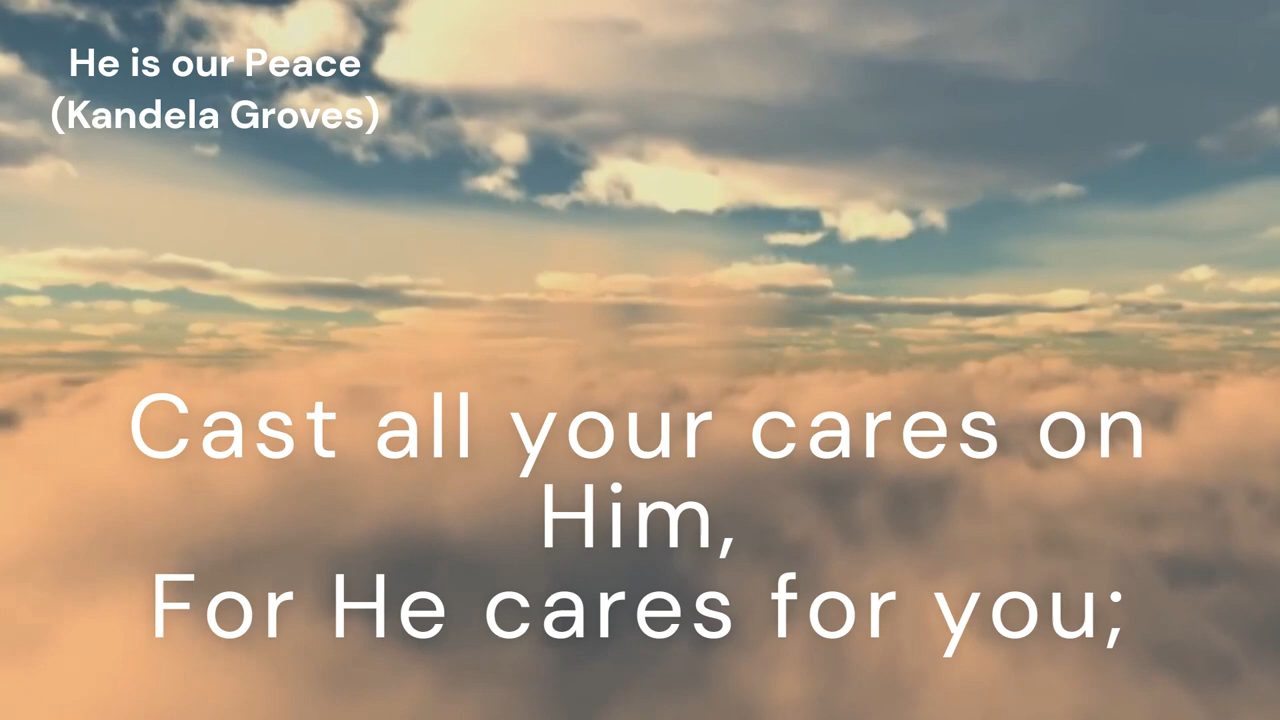 He is our Peace
(Kandela Groves)
Cast all your cares on
Him,
For He cares for you;